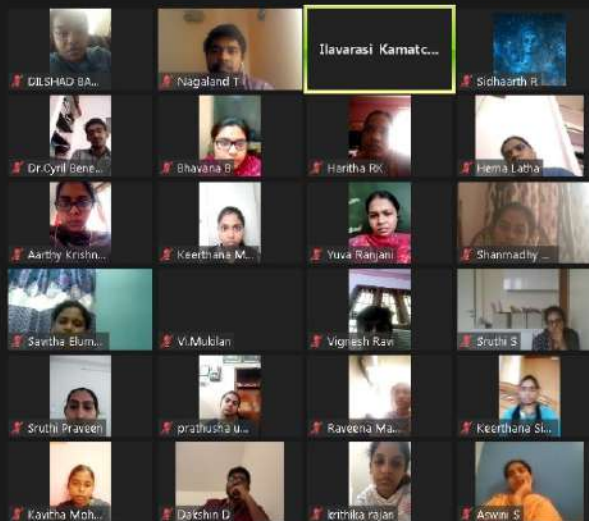 DILSHAD BA...
Nagaland T
Ilavarasi Kamatc...
Sidhaarth R
Dr.Cyril Bene...
Bhavana B
Haritha RK
Hema Latha
Aarthy Krishn...
Keerthana M...
Yuva Ranjani
Shanmadhy ...
Savitha Elum...
Vi.Mukilan
Vignesh Ravi
Sruthi S
Sruthi Praveen
prathusha u...
Raveena Ma...
Keerthana Si...
Kavitha Moh...
Dakshin D
krithika rajan
Aswini S